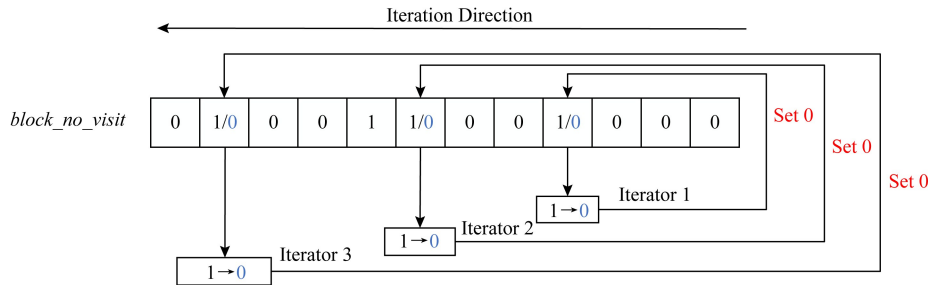 Iteration Direction
block_no_visit 0 1/0 0 0 1 1/0 0 0 1/0 0 0 0
Set 0
Set 0
Set 0
Iterator 1
1→0
Iterator 2
1→0
Iterator 3
1→0